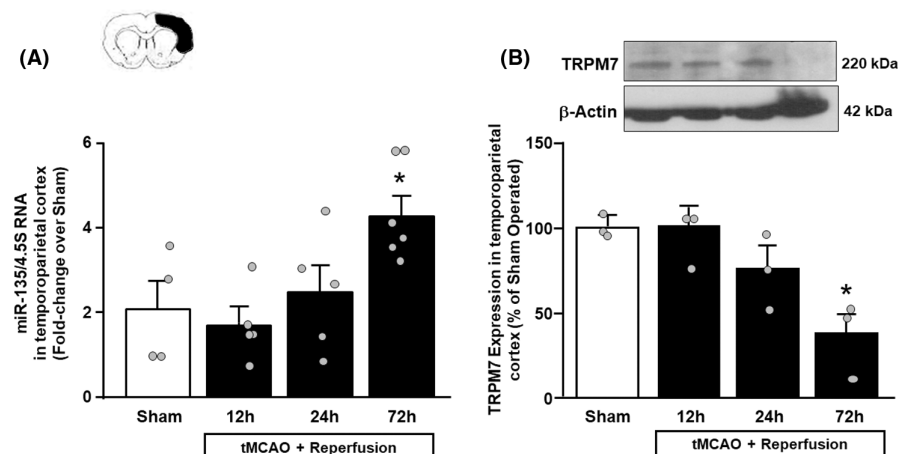 (A)
miR-135/4.5S RNA
in temporoparietal cortex
(Fold-change over Sham)
6
4
2
0
*
Sham 12h 24h 72h
tMCAO + Reperfusion
(B)
TRPM7 220 kDa
β-Actin 42 kDa
TRPM7 Expression in temporoparietal
cortex (% of Sham Operated)
150
100
50
0
*
Sham 12h 24h 72h
tMCAO + Reperfusion